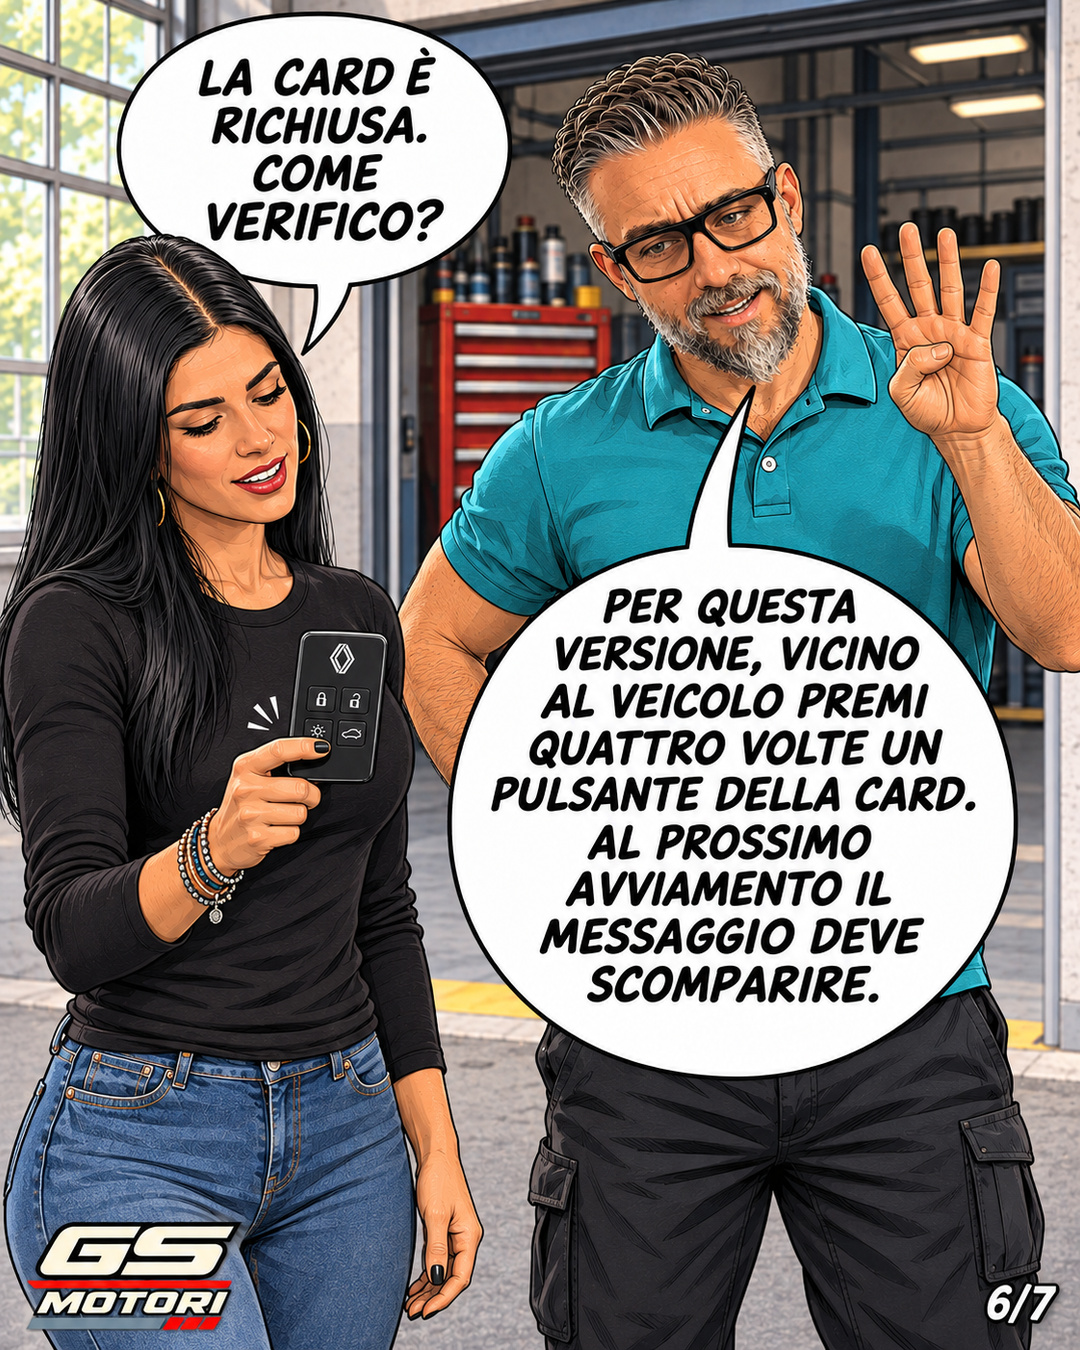 LA CARD È
RICHIUSA.
COME
VERIFICO?
PER QUESTA
VERSIONE, VICINO
AL VEICOLO PREMI
QUATTRO VOLTE UN
PULSANTE DELLA CARD.
AL PROSSIMO
AVVIAMENTO IL
MESSAGGIO DEVE
SCOMPARIRE.
GS
MOTORI
6/7